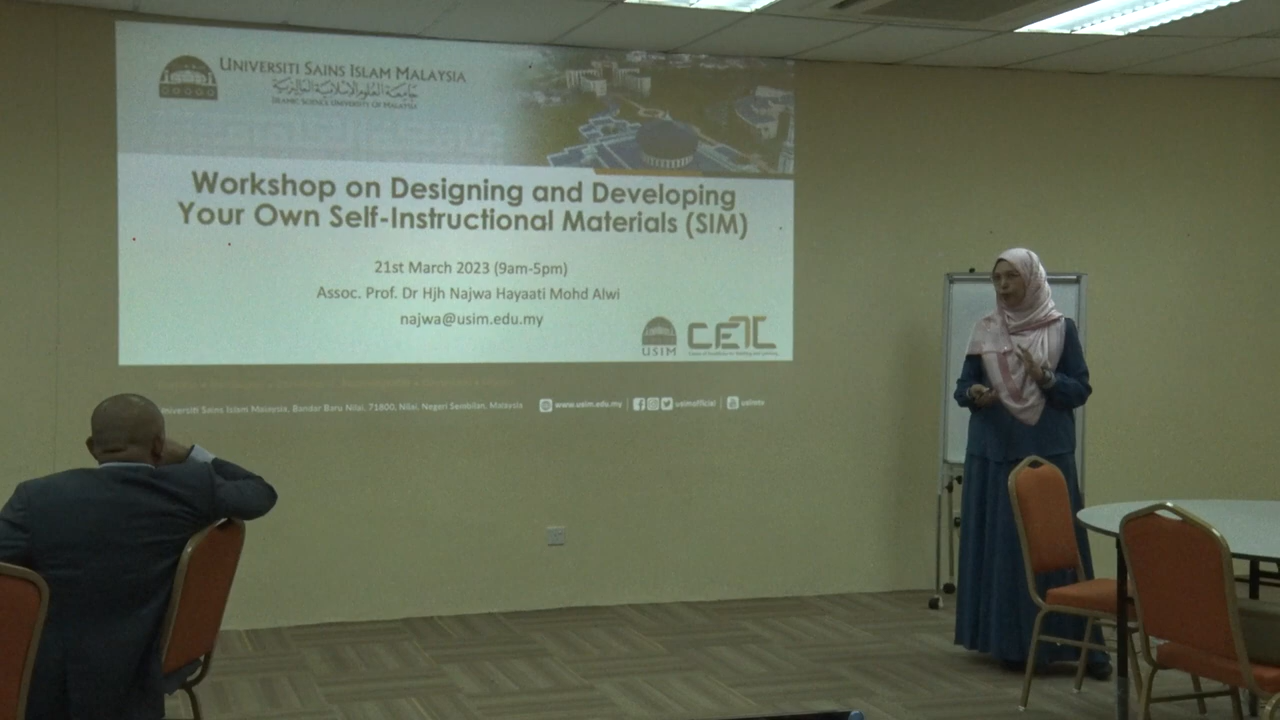 UNIVERSITI SAINS ISLAM MALAYSIA
جامعة العلوم الإسلامية الماليزية
ISLAMIC SCIENCE UNIVERSITY OF MALAYSIA
Workshop on Designing and Developing
Your Own Self-Instructional Materials (SIM)
21st March 2023 (9am-5pm)
Assoc. Prof. Dr Hjh Najwa Hayaati Mohd Alwi
najwa@usim.edu.my
USIM
Universiti Sains Islam Malaysia, Bandar Baru Nilai, 71800, Nilai, Negeri Sembilan, Malaysia www.usim.edu.my usimofficial usimtv